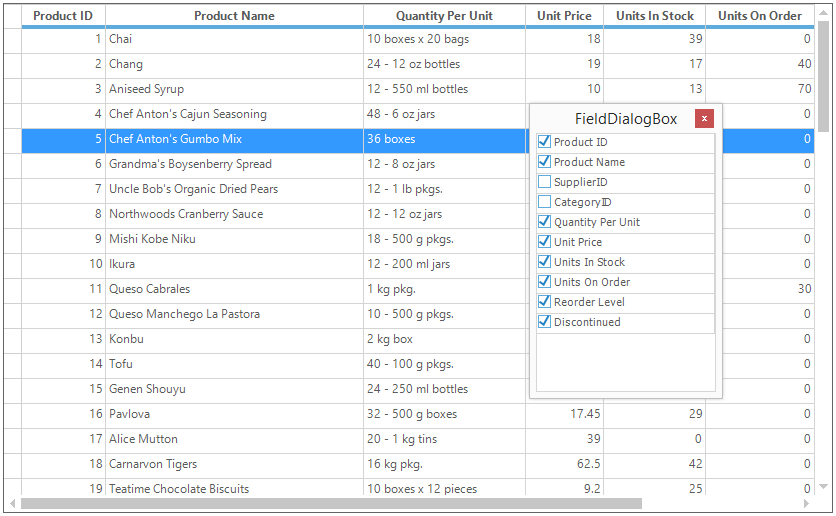 Product ID Product Name Quantity Per Unit Unit Price Units In Stock Units On Order
1 Chai 10 boxes x 20 bags 18 39 0
2 Chang 24 - 12 oz bottles 19 17 40
3 Aniseed Syrup 12 - 550 ml bottles 10 13 70
4 Chef Anton's Cajun Seasoning 48 - 6 oz jars 0
5 Chef Anton's Gumbo Mix 36 boxes 0
6 Grandma's Boysenberry Spread 12 - 8 oz jars 0
7 Uncle Bob's Organic Dried Pears 12 - 1 lb pkgs. 0
8 Northwoods Cranberry Sauce 12 - 12 oz jars 0
9 Mishi Kobe Niku 18 - 500 g pkgs. 0
10 Ikura 12 - 200 ml jars 0
11 Queso Cabrales 1 kg pkg. 30
12 Queso Manchego La Pastora 10 - 500 g pkgs. 0
13 Konbu 2 kg box 0
14 Tofu 40 - 100 g pkgs. 0
15 Genen Shouyu 24 - 250 ml bottles 0
16 Pavlova 32 - 500 g boxes 17.45 29 0
17 Alice Mutton 20 - 1 kg tins 39 0 0
18 Carnarvon Tigers 16 kg pkg. 62.5 42 0
19 Teatime Chocolate Biscuits 10 boxes x 12 pieces 9.2 25 0
FieldDialogBox x
Product ID
Product Name
SupplierID
CategoryID
Quantity Per Unit
Unit Price
Units In Stock
Units On Order
Reorder Level
Discontinued